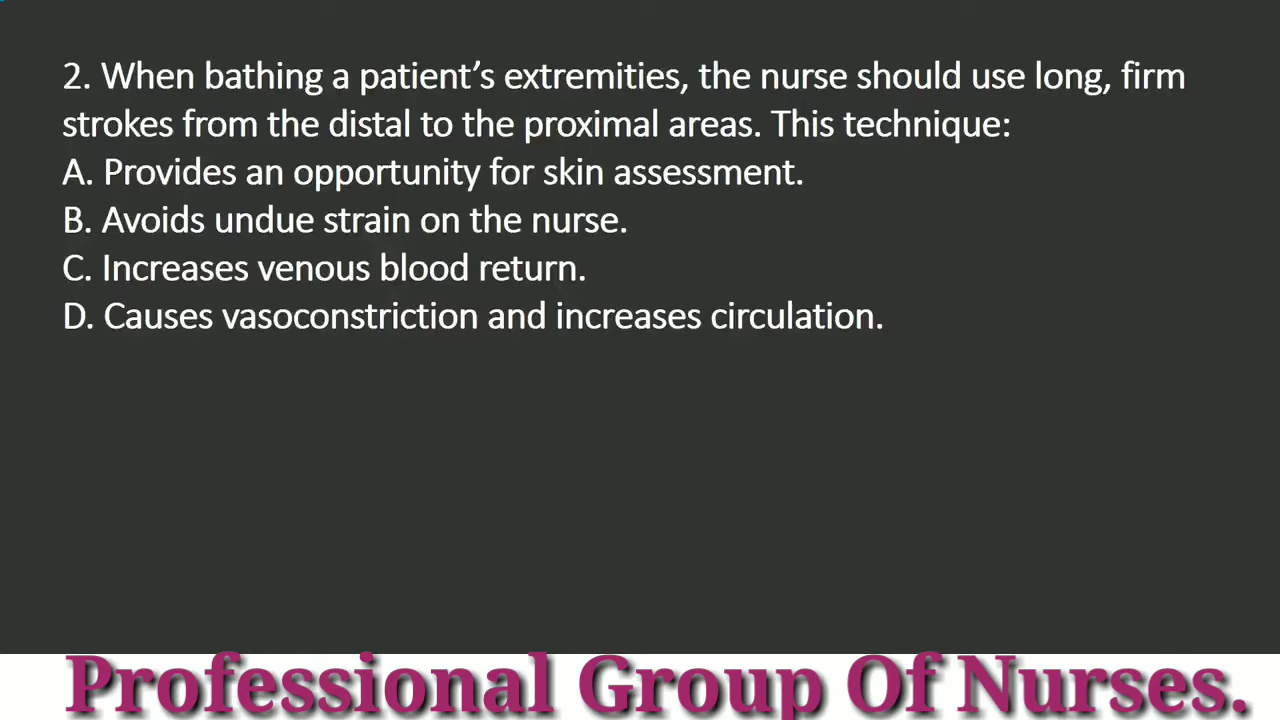 2. When bathing a patient’s extremities, the nurse should use long, firm
strokes from the distal to the proximal areas. This technique:
A. Provides an opportunity for skin assessment.
B. Avoids undue strain on the nurse.
C. Increases venous blood return.
D. Causes vasoconstriction and increases circulation.
Professional Group Of Nurses.